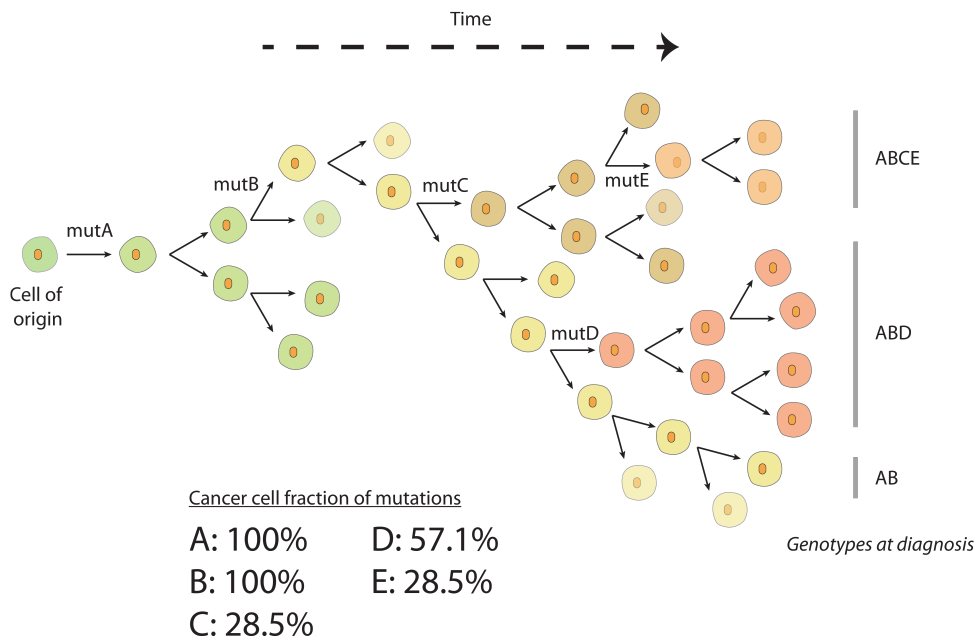 Time
mutA
mutB
mutC
mutE
mutD
Cell of
origin
ABCE
ABD
AB
Genotypes at diagnosis
Cancer cell fraction of mutations
A: 100%
D: 57.1%
B: 100%
E: 28.5%
C: 28.5%